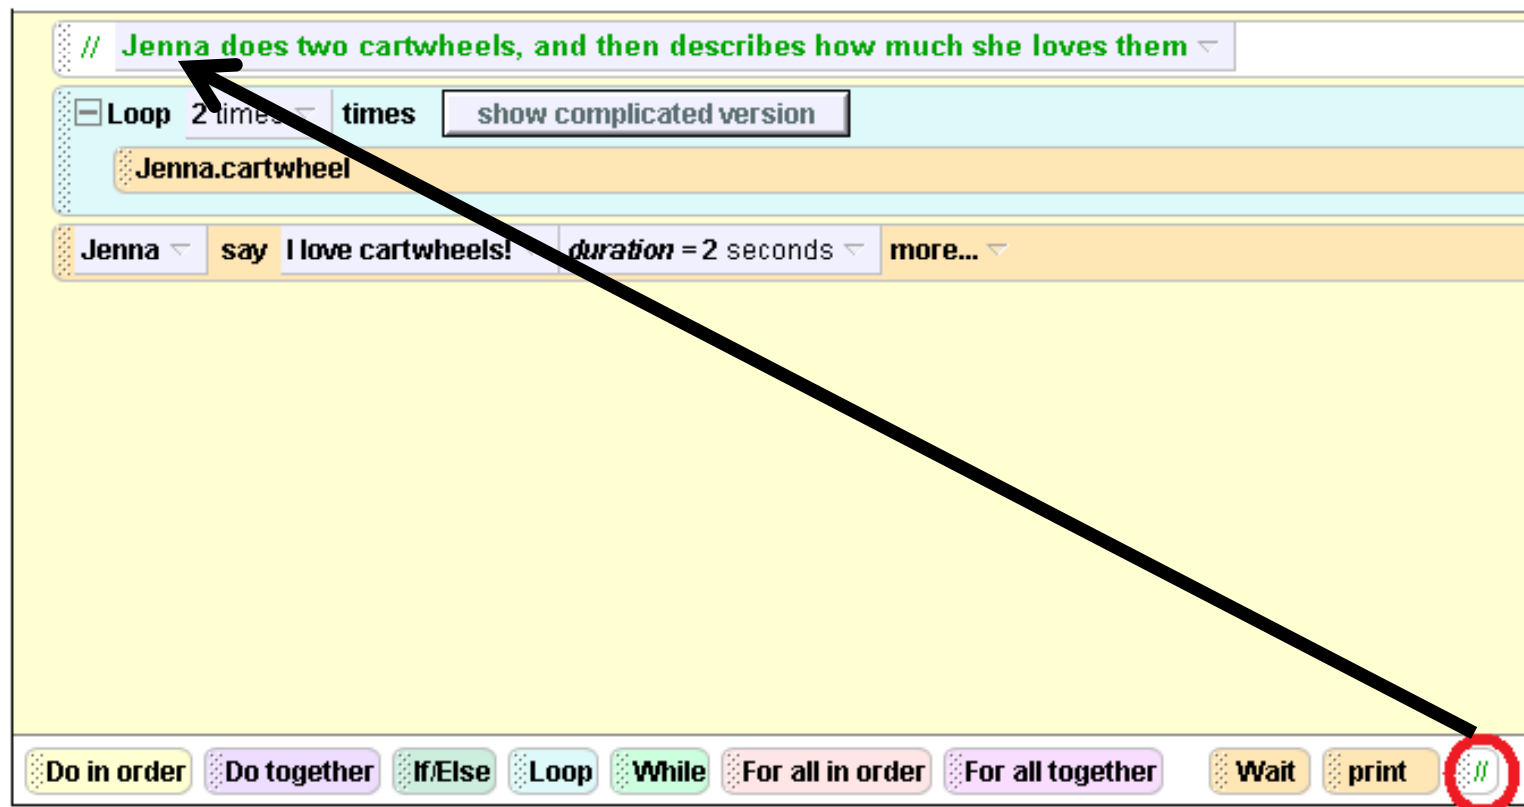 // Jenna does two cartwheels, and then describes how much she loves them
Loop 2 times times show complicated version
Jenna.cartwheel
Jenna say I love cartwheels! duration = 2 seconds more...
Do in order Do together If/Else Loop While For all in order For all together Wait print //